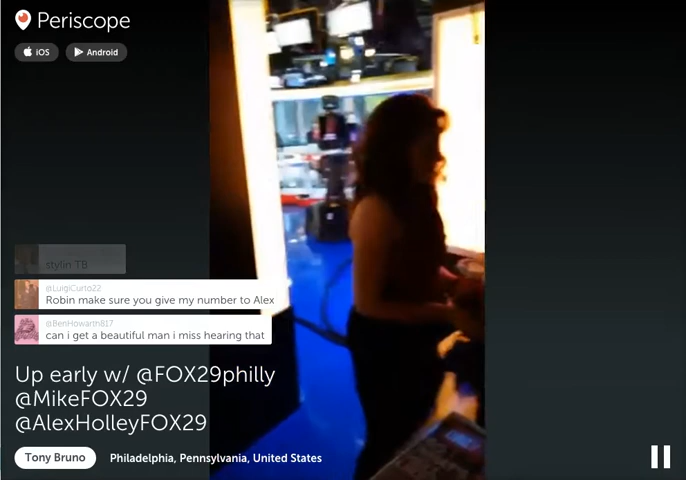 Periscope
iOS
Android
stylin TB
@LuigiCurto22
Robin make sure you give my number to Alex
@BenHowarth817
can i get a beautiful man i miss hearing that
Up early w/ @FOX29philly
@MikeFOX29
@AlexHolleyFOX29
Tony Bruno
Philadelphia, Pennsylvania, United States